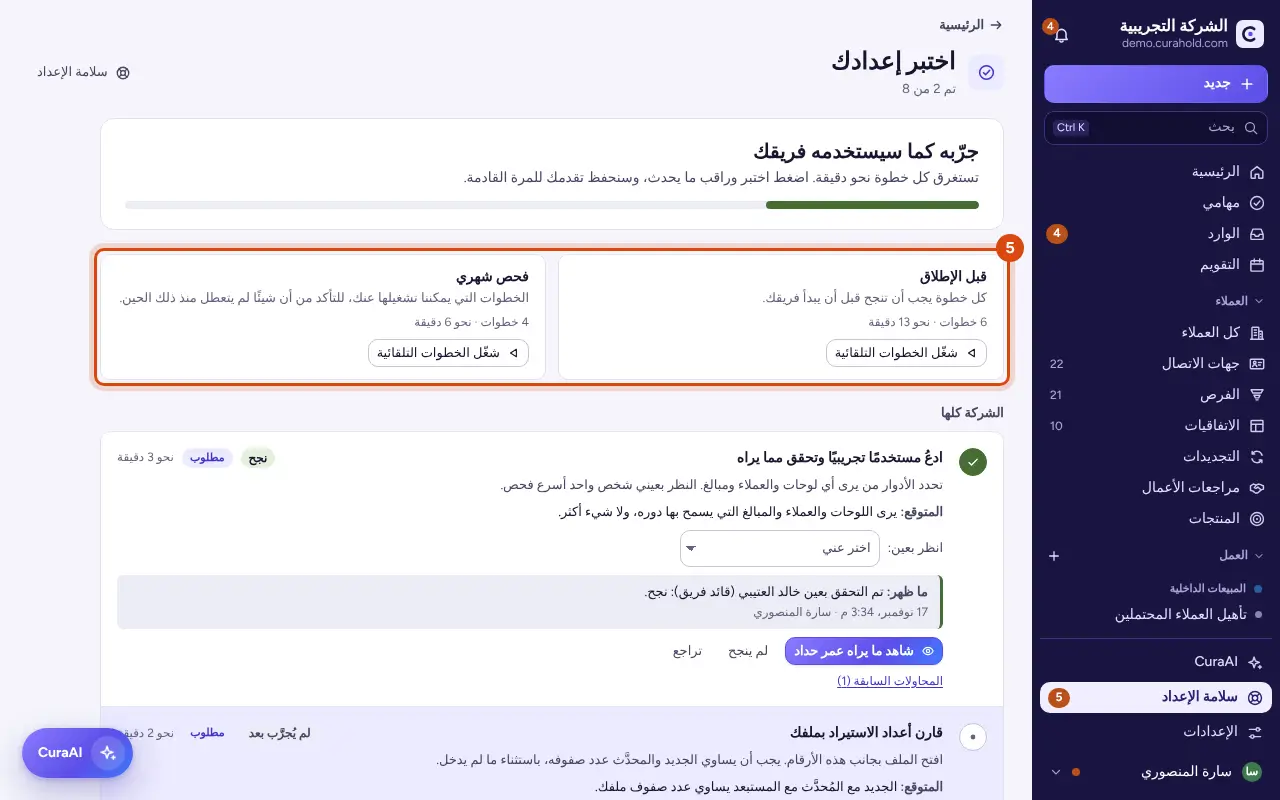 الشركة التجريبية
demo.curahold.com
4
جديد
بحث
Ctrl K
الرئيسية
مهامي
الوارد
4
التقويم
العملاء
كل العملاء
جهات الاتصال
22
الفرص
21
الاتفاقيات
10
التجديدات
مراجعات الأعمال
المنتجات
العمل
المبيعات الداخلية
تأهيل العملاء المحتملين
CuraAI
سلامة الإعداد
5
الإعدادات
سا
سارة المنصوري
الرئيسية
اختبر إعدادك
تم 2 من 8
سلامة الإعداد
جرّبه كما سيستخدمه فريقك
تستغرق كل خطوة نحو دقيقة. اضغط اختبر وراقب ما يحدث، وسنحفظ تقدمك للمرة القادمة.
5
قبل الإطلاق
كل خطوة يجب أن تنجح قبل أن يبدأ فريقك.
6 خطوات · نحو 13 دقيقة
شغّل الخطوات التلقائية
فحص شهري
الخطوات التي يمكننا تشغيلها عنك، للتأكد من أن شيئًا لم يتعطل منذ ذلك الحين.
4 خطوات · نحو 6 دقيقة
شغّل الخطوات التلقائية
الشركة كلها
ادعُ مستخدمًا تجريبيًا وتحقق مما يراه
نجح
مطلوب
نحو 3 دقيقة
تحدد الأدوار من يرى أي لوحات والعملاء ومبالغ. النظر بعيني شخص واحد أسرع فحص.
المتوقع: يرى اللوحات والعملاء والمبالغ التي يسمح بها دوره، ولا شيء أكثر.
انظر بعين:
اختر عني
ما ظهر: تم التحقق بعين خالد العتيبي (قائد فريق): نجح.
17 نوفمبر، 3:34 م · سارة المنصوري
شاهد ما يراه عمر حداد
لم ينجح
تراجع
المحاولات السابقة (1)
قارن أعداد الاستيراد بملفك
لم يُجرَّب بعد
مطلوب
نحو 2 دقيقة
افتح الملف بجانب هذه الأرقام. يجب أن يساوي الجديد والمحدَّث عدد صفوفه، باستثناء ما لم يدخل.
المتوقع: الجديد مع المُحدَّث مع المستبعد يساوي عدد صفوف ملفك.
CuraAI